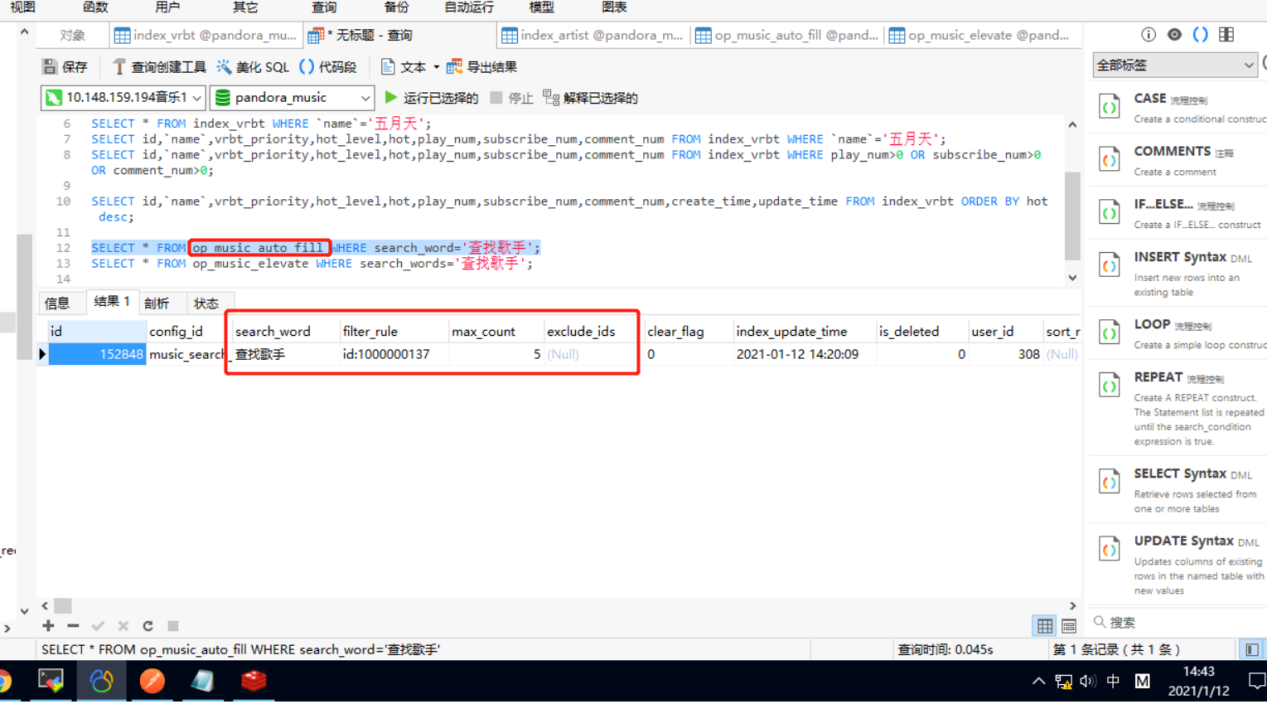 视图 函数 用户 其它 查询 备份 自动运行 模型 图表
对象 index_vrbt @pandora_mu... * 无标题 - 查询 index_artist @pandora_m... op_music_auto_fill @pand... op_music_elevate @pand...
保存 查询创建工具 美化 SQL () 代码段 文本 导出结果
10.148.159.194音乐1 pandora_music 运行已选择的 停止 解释已选择的
6 SELECT * FROM index_vrbt WHERE `name`='五月天';
7 SELECT id,`name`,vrbt_priority,hot_level,hot,play_num,subscribe_num,comment_num FROM index_vrbt WHERE `name`='五月天';
8 SELECT id,`name`,vrbt_priority,hot_level,hot,play_num,subscribe_num,comment_num FROM index_vrbt WHERE play_num>0 OR subscribe_num>0
OR comment_num>0;
9
10 SELECT id,`name`,vrbt_priority,hot_level,hot,play_num,subscribe_num,comment_num,create_time,update_time FROM index_vrbt ORDER BY hot
desc;
11
12 SELECT * FROM op_music_auto_fill WHERE search_word='查找歌手';
13 SELECT * FROM op_music_elevate WHERE search_words='查找歌手';
14
信息 结果 1 剖析 状态
id config_id search_word filter_rule max_count exclude_ids clear_flag index_update_time is_deleted user_id sort_r
152848 music_search_ 查找歌手 id:1000000137 5 (Null) 0 2021-01-12 14:20:09 0 308 (Null)
_re
SELECT * FROM op_music_auto_fill WHERE search_word='查找歌手' 查询时间: 0.045s 第 1 条记录 ( 共 1 条 )
全部标签
CASE 流程控制
Create a conditional construc
COMMENTS 注释
Create a comment
IF...ELSE... 流程控制
Create a IF...ELSE... construct
INSERT Syntax DML
Insert new rows into an
existing table
LOOP 流程控制
Create a simple loop construc
REPEAT 流程控制
Create A REPEAT construct.
The Statement list is repeated
until the search_condition
expression is true.
SELECT Syntax DML
Retrieve rows selected from
one or more tables
UPDATE Syntax DML
Updates columns of existing
rows in the named table with
new values
搜索
中 M 14:43
2021/1/12